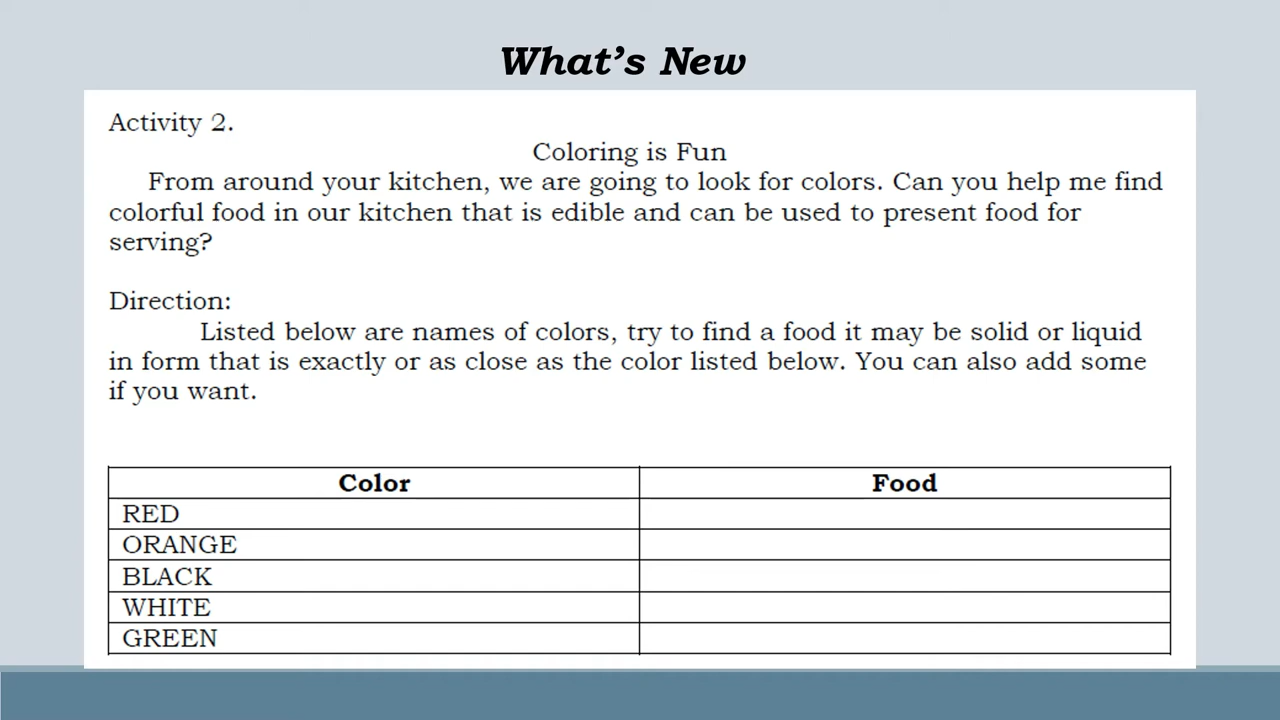 What's New
Activity 2.
Coloring is Fun
From around your kitchen, we are going to look for colors. Can you help me find
colorful food in our kitchen that is edible and can be used to present food for
serving?
Direction:
Listed below are names of colors, try to find a food it may be solid or liquid
in form that is exactly or as close as the color listed below. You can also add some
if you want.
Color Food
RED
ORANGE
BLACK
WHITE
GREEN